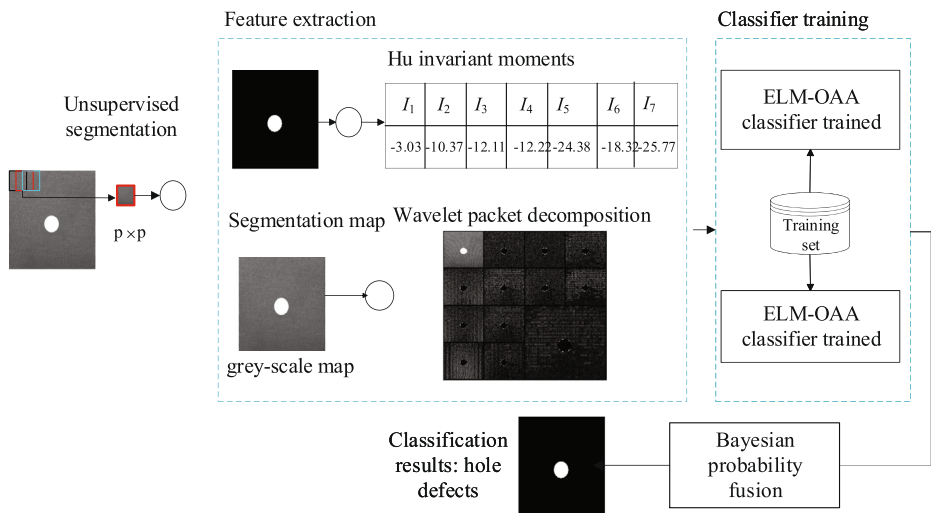 Feature extraction
Classifier training
Hu invariant moments
Unsupervised
segmentation
I1 I2 I3 I4 I5 I6 I7
-3.03 -10.37 -12.11 -12.22 -24.38 -18.32 -25.77
p×p
ELM-OAA
classifier trained
Training
set
ELM-OAA
classifier trained
Segmentation map
Wavelet packet decomposition
grey-scale map
Classification
results: hole
defects
Bayesian
probability
fusion